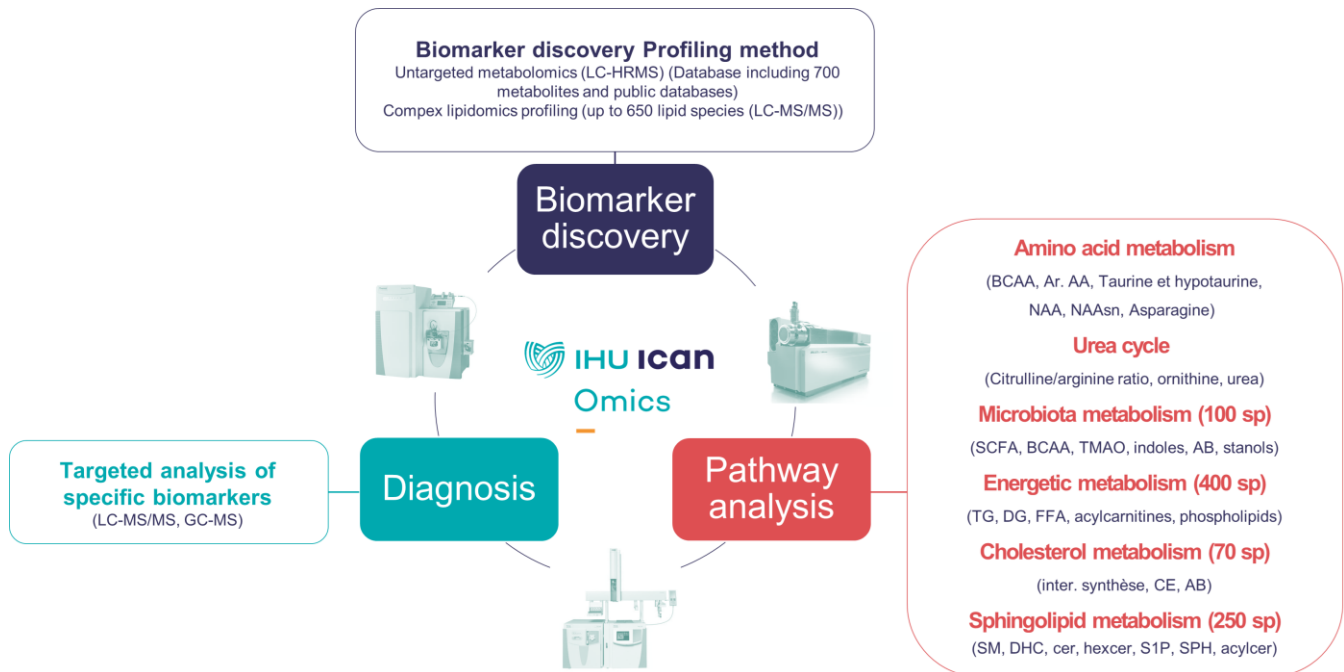 Biomarker discovery Profiling method
Untargeted metabolomics (LC-HRMS) (Database including 700
metabolites and public databases)
Compex lipidomics profiling (up to 650 lipid species (LC-MS/MS))
Biomarker
discovery
IHU ICAN
Omics
Amino acid metabolism
(BCAA, Ar. AA, Taurine et hypotaurine,
NAA, NAAsn, Asparagine)
Urea cycle
(Citrulline/arginine ratio, ornithine, urea)
Microbiota metabolism (100 sp)
(SCFA, BCAA, TMAO, indoles, AB, stanols)
Energetic metabolism (400 sp)
(TG, DG, FFA, acylcarnitines, phospholipids)
Cholesterol metabolism (70 sp)
(inter. synthèse, CE, AB)
Sphingolipid metabolism (250 sp)
(SM, DHC, cer, hexcer, S1P, SPH, acylcer)
Pathway
analysis
Diagnosis
Targeted analysis of
specific biomarkers
(LC-MS/MS, GC-MS)